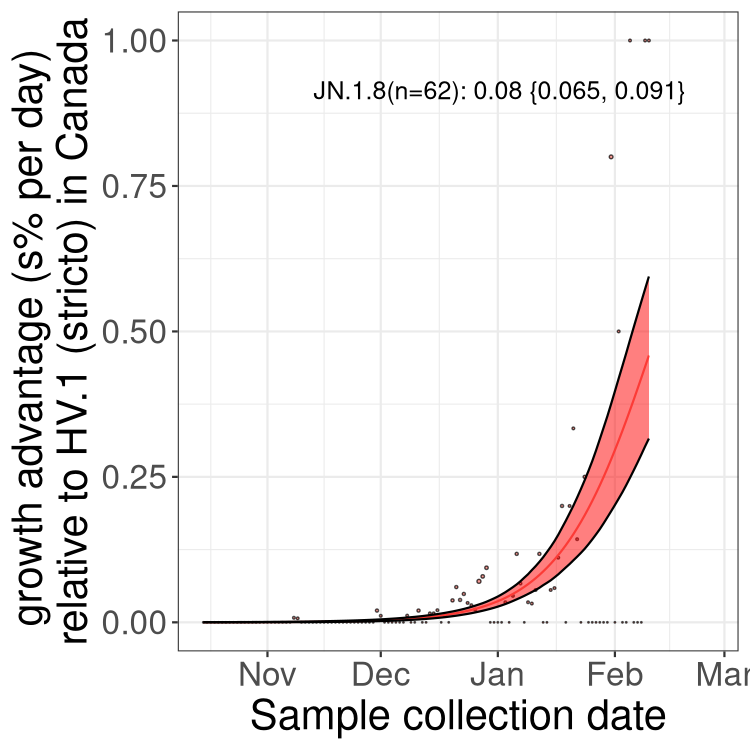 growth advantage (s% per day)
relative to HV.1 (stricto) in Canada
1.00
0.75
0.50
0.25
0.00
JN.1.8(n=62): 0.08 {0.065, 0.091}
Nov
Dec
Jan
Feb
Mar
Sample collection date